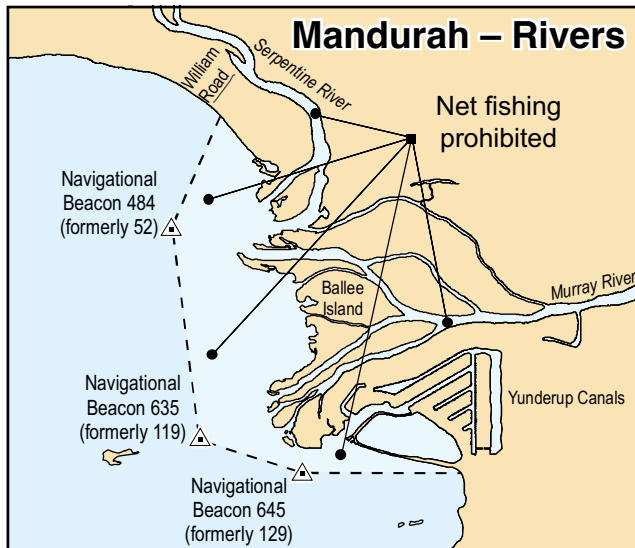 Mandurah – Rivers
William
Road
Serpentine River
Net fishing
prohibited
Navigational
Beacon 484
(formerly 52)
Ballee
Island
Murray River
Navigational
Beacon 635
(formerly 119)
Yunderup Canals
Navigational
Beacon 645
(formerly 129)